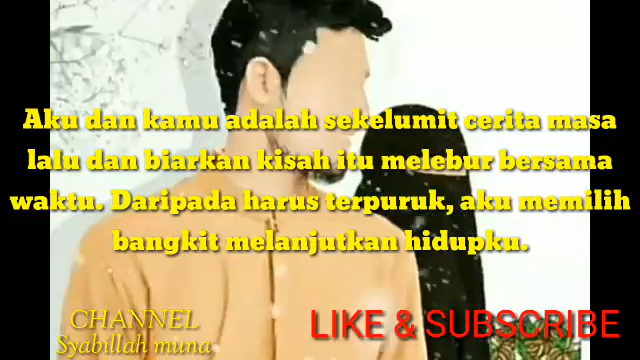 Aku dan kamu adalah sekelumit cerita masa
lalu dan biarkan kisah itu melebur bersama
waktu. Daripada harus terpuruk, aku memilih
bangkit melanjutkan hidupku.
CHANNEL
Syabillah muna
LIKE & SUBSCRIBE